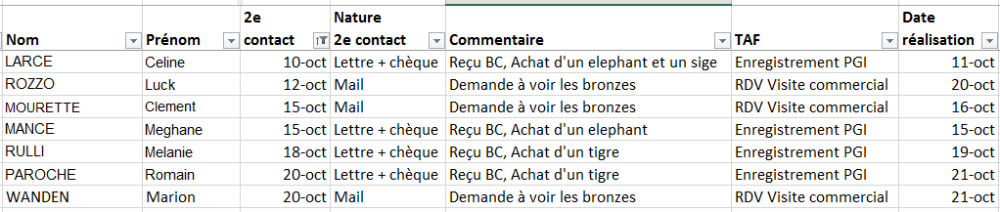 2e Nature Date
Nom Prénom contact 2e contact Commentaire TAF réalisation
LARCE Celine 10-oct Lettre + chèque Reçu BC, Achat d'un elephant et un sige Enregistrement PGI 11-oct
ROZZO Luck 12-oct Mail Demande à voir les bronzes RDV Visite commercial 20-oct
MOURETTE Clement 15-oct Mail Demande à voir les bronzes RDV Visite commercial 16-oct
MANCE Meghane 15-oct Lettre + chèque Reçu BC, Achat d'un elephant Enregistrement PGI 15-oct
RULLI Melanie 18-oct Lettre + chèque Reçu BC, Achat d'un tigre Enregistrement PGI 19-oct
PAROCHE Romain 20-oct Lettre + chèque Reçu BC, Achat d'un tigre Enregistrement PGI 21-oct
WANDEN Marion 20-oct Mail Demande à voir les bronzes RDV Visite commercial 21-oct